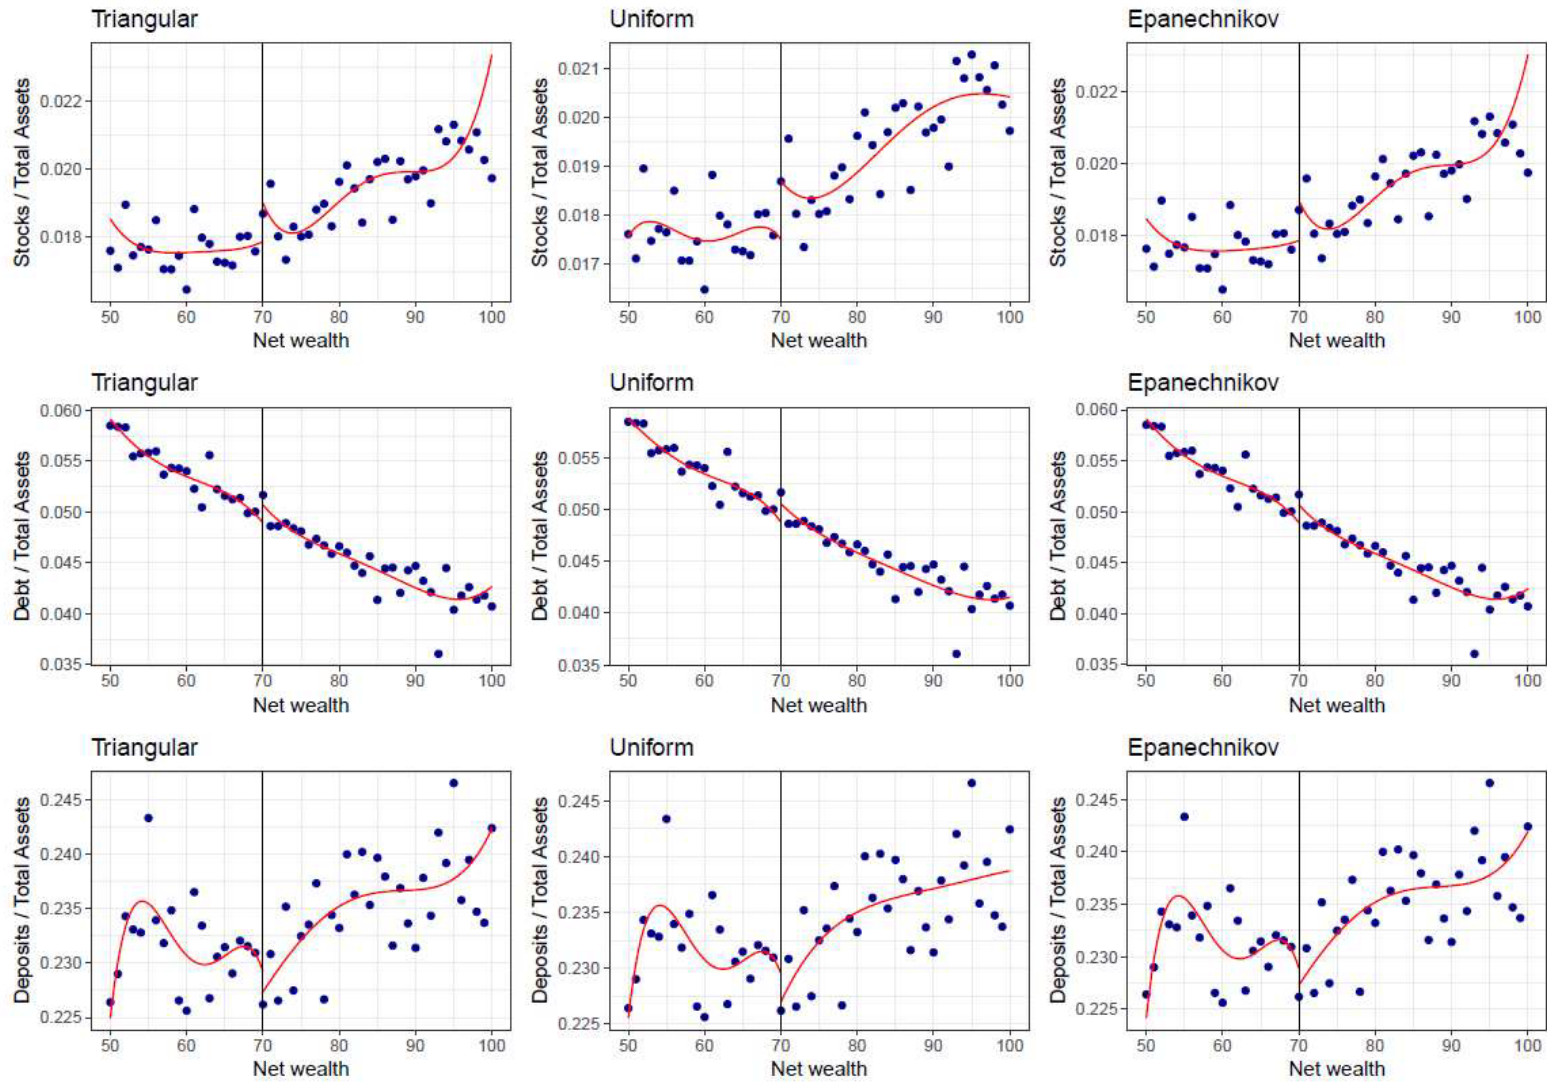 Triangular
Stocks / Total Assets
0.022
0.020
0.018
50 60 70 80 90 100
Net wealth
Uniform
Stocks / Total Assets
0.021
0.020
0.019
0.018
0.017
50 60 70 80 90 100
Net wealth
Epanechnikov
Stocks / Total Assets
0.022
0.020
0.018
50 60 70 80 90 100
Net wealth
Triangular
Debt / Total Assets
0.060
0.055
0.050
0.045
0.040
0.035
50 60 70 80 90 100
Net wealth
Uniform
Debt / Total Assets
0.055
0.050
0.045
0.040
0.035
50 60 70 80 90 100
Net wealth
Epanechnikov
Debt / Total Assets
0.060
0.055
0.050
0.045
0.040
0.035
50 60 70 80 90 100
Net wealth
Triangular
Deposits / Total Assets
0.245
0.240
0.235
0.230
0.225
50 60 70 80 90 100
Net wealth
Uniform
Deposits / Total Assets
0.245
0.240
0.235
0.230
0.225
50 60 70 80 90 100
Net wealth
Epanechnikov
Deposits / Total Assets
0.245
0.240
0.235
0.230
0.225
50 60 70 80 90 100
Net wealth